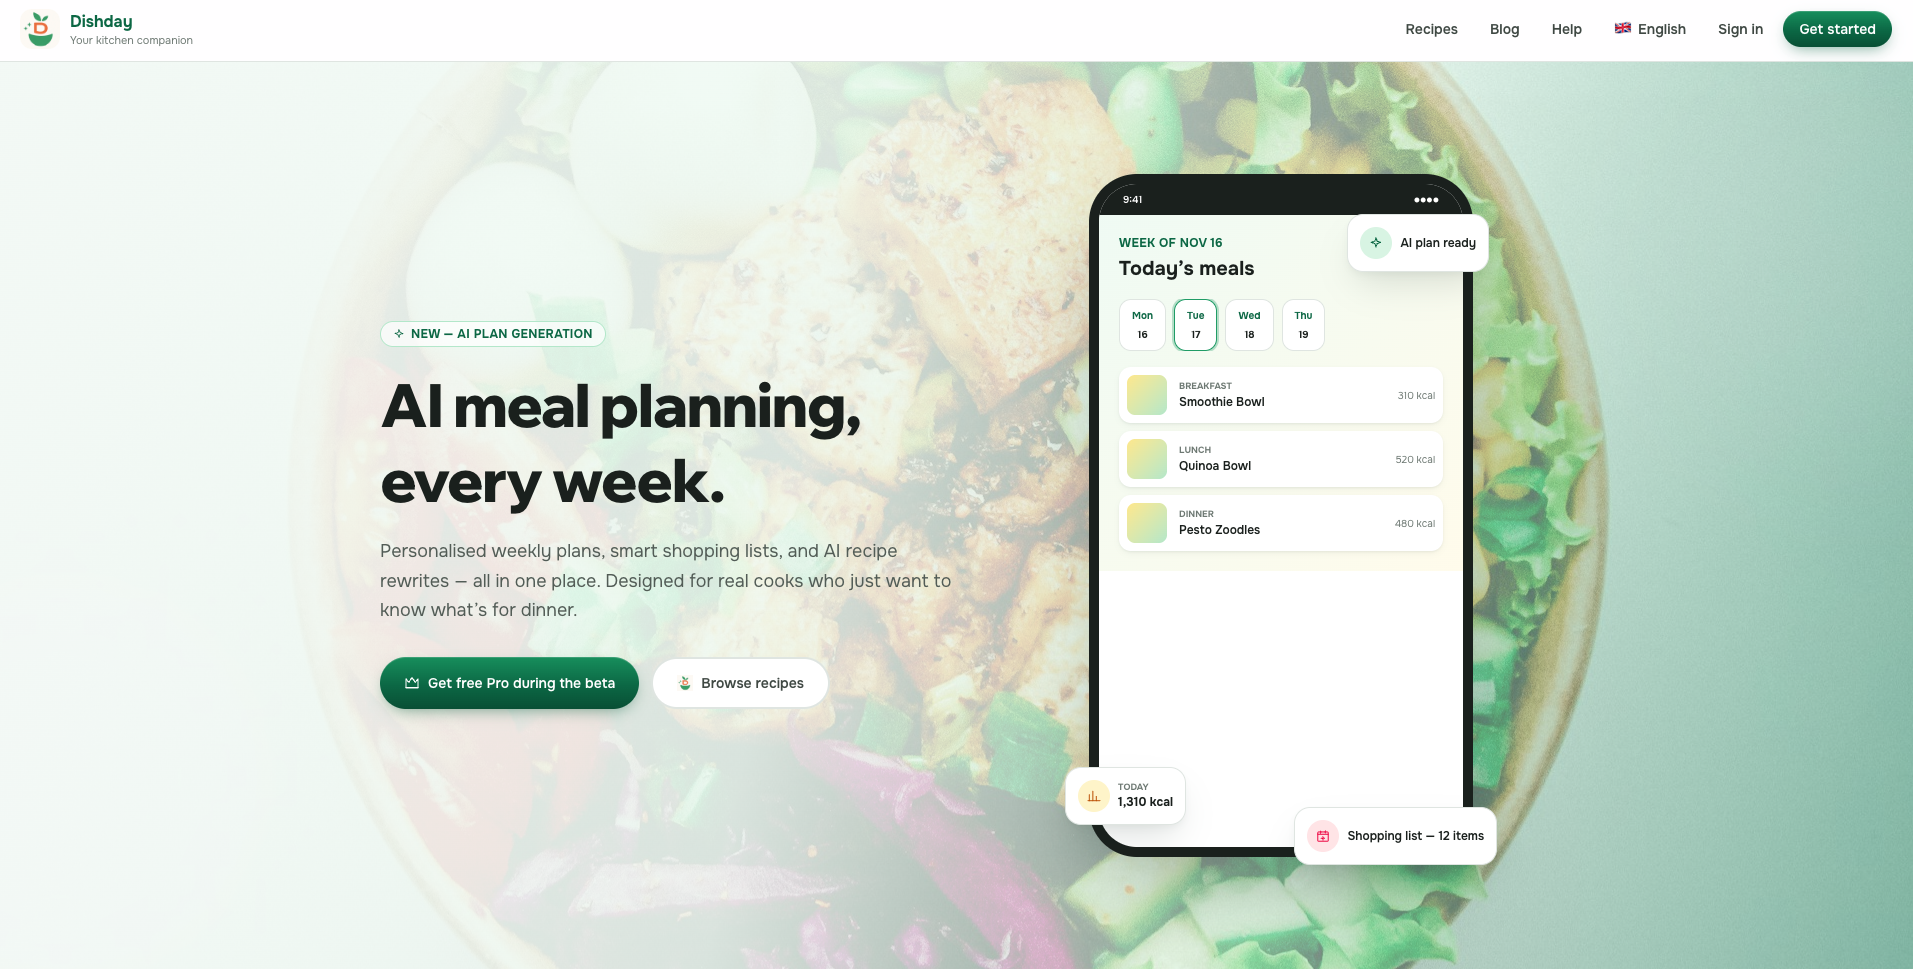 Dishday
Your kitchen companion
Recipes
Blog
Help
English
Sign in
Get started
NEW — AI PLAN GENERATION
AI meal planning,
every week.
Personalised weekly plans, smart shopping lists, and AI recipe
rewrites — all in one place. Designed for real cooks who just want to
know what’s for dinner.
Get free Pro during the beta
Browse recipes
9:41
WEEK OF NOV 16
Today’s meals
AI plan ready
Mon
16
Tue
17
Wed
18
Thu
19
BREAKFAST
Smoothie Bowl
310 kcal
LUNCH
Quinoa Bowl
520 kcal
DINNER
Pesto Zoodles
480 kcal
TODAY
1,310 kcal
Shopping list — 12 items